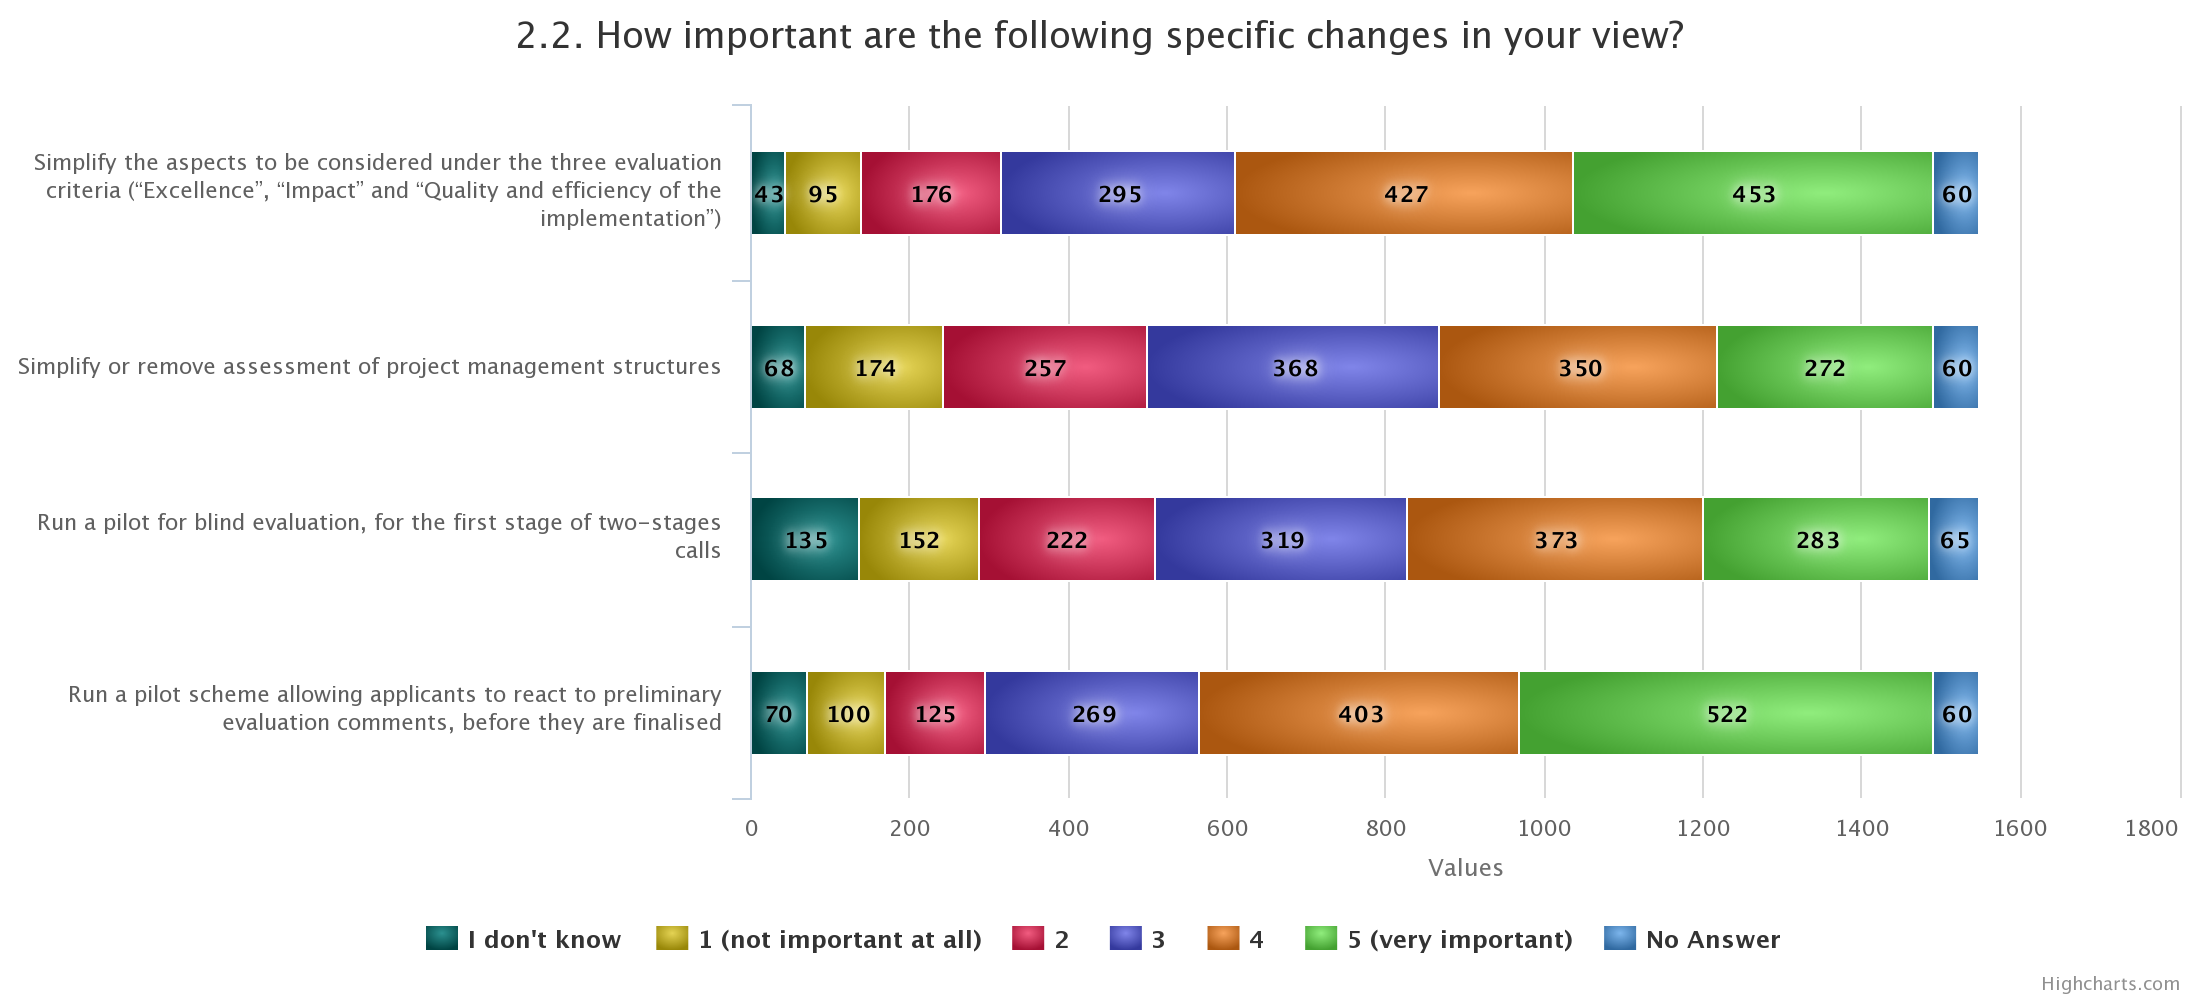 2.2. How important are the following specific changes in your view?
Simplify the aspects to be considered under the three evaluation
criteria (“Excellence”, “Impact” and “Quality and efficiency of the
implementation”)
43 95 176 295 427 453 60
Simplify or remove assessment of project management structures
68 174 257 368 350 272 60
Run a pilot for blind evaluation, for the first stage of two-stages
calls
135 152 222 319 373 283 65
Run a pilot scheme allowing applicants to react to preliminary
evaluation comments, before they are finalised
70 100 125 269 403 522 60
0 200 400 600 800 1000 1200 1400 1600 1800
Values
I don't know 1 (not important at all) 2 3 4 5 (very important) No Answer
Highcharts.com